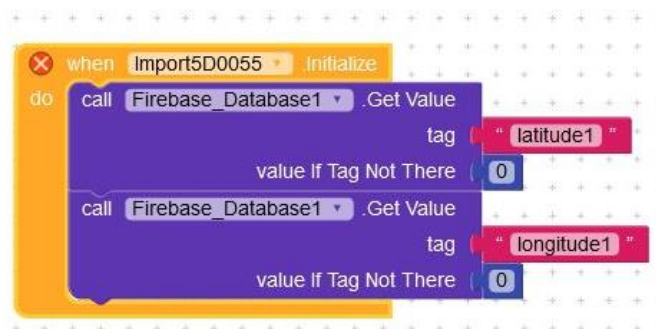 when Import5D0055 .Initialize
do call Firebase_Database1 .Get Value
tag " latitude1 "
value If Tag Not There 0
call Firebase_Database1 .Get Value
tag " longitude1 "
value If Tag Not There 0